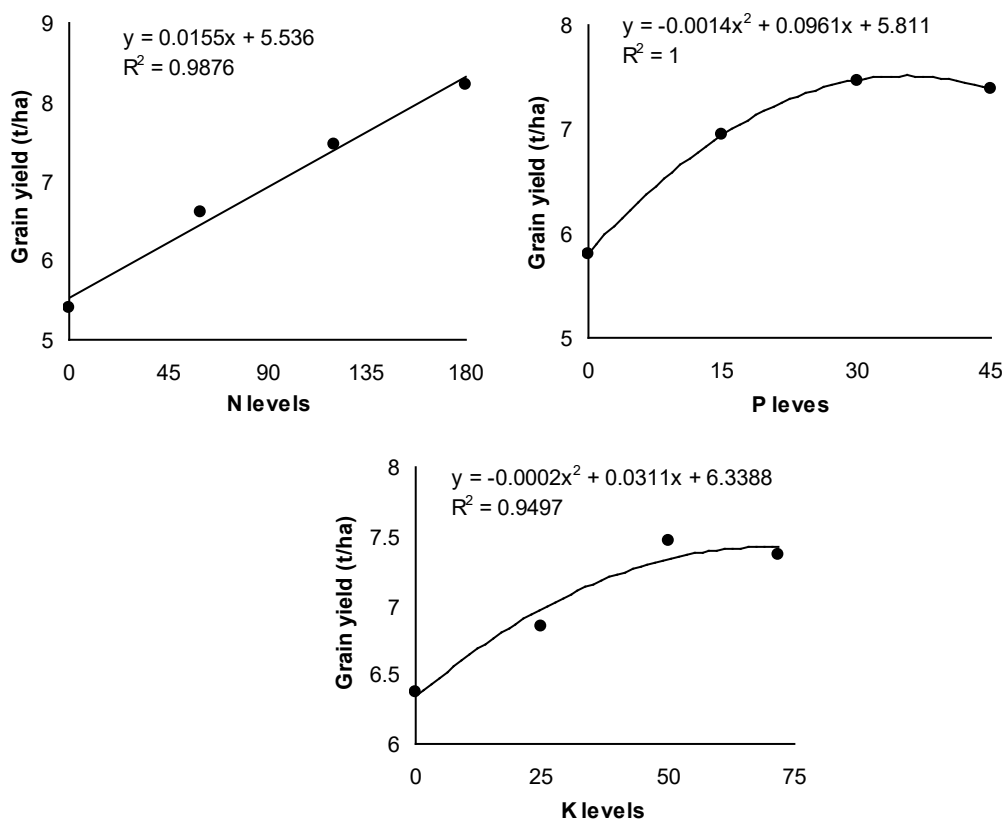 y = 0.0155x + 5.536
R² = 0.9876
Grain yield (t/ha)
9
8
7
6
5
0 45 90 135 180
N levels
y = -0.0014x² + 0.0961x + 5.811
R² = 1
Grain yield (t/ha)
8
7
6
5
0 15 30 45
P leves
y = -0.0002x² + 0.0311x + 6.3388
R² = 0.9497
Grain yield (t/ha)
8
7.5
7
6.5
6
0 25 50 75
K levels